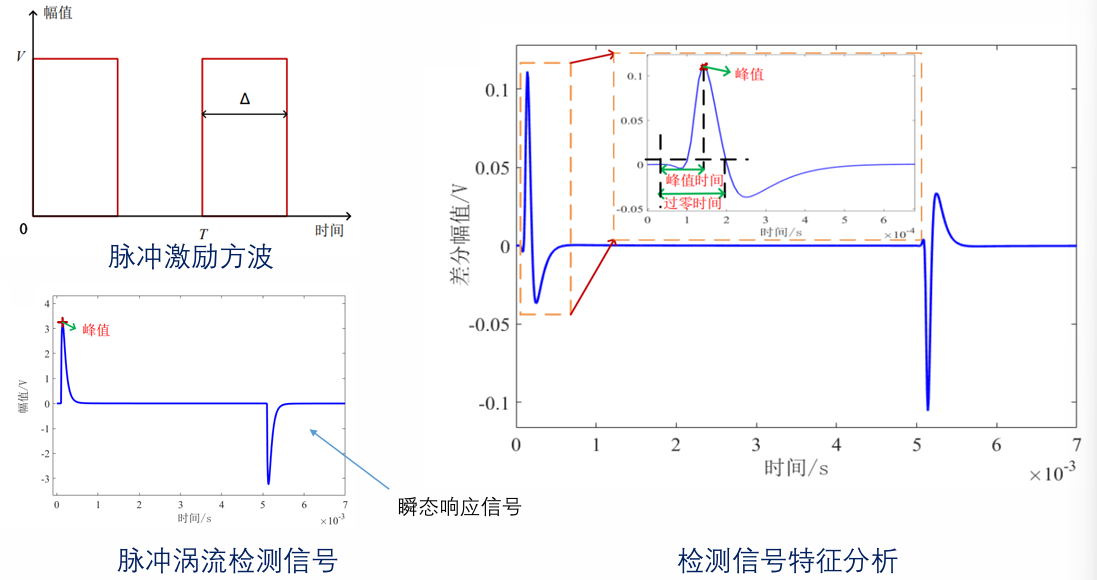 幅值
V
Δ
0
T
时间
脉冲激励方波
4
3
2
1
0
-1
-2
-3
峰值
幅值/V
0
1
2
3
4
5
6
7
时间/s
×10⁻³
瞬态响应信号
脉冲涡流检测信号
0.1
0.05
0
-0.05
-0.1
差分幅值/V
0.1
0.05
0
-0.05
峰值
峰值时间
过零时间
0
1
2
3
4
5
6
时间/s
×10⁻⁴
0
1
2
3
4
5
6
7
时间/s
×10⁻³
检测信号特征分析